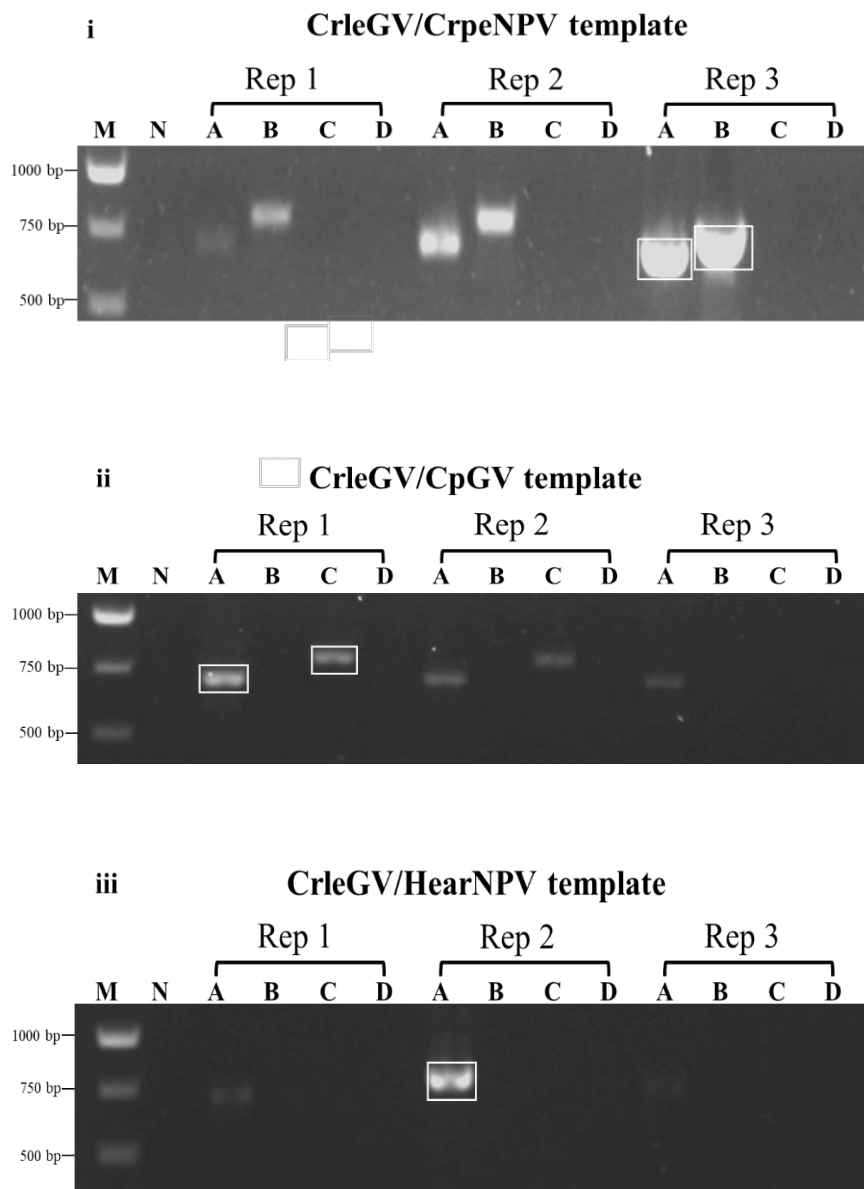 i
CrleGV/CrpeNPV template
Rep 1 Rep 2 Rep 3
M N A B C D A B C D A B C D
1000 bp
750 bp
500 bp
ii
CrleGV/CpGV template
Rep 1 Rep 2 Rep 3
M N A B C D A B C D A B C D
1000 bp
750 bp
500 bp
iii
CrleGV/HearNPV template
Rep 1 Rep 2 Rep 3
M N A B C D A B C D A B C D
1000 bp
750 bp
500 bp